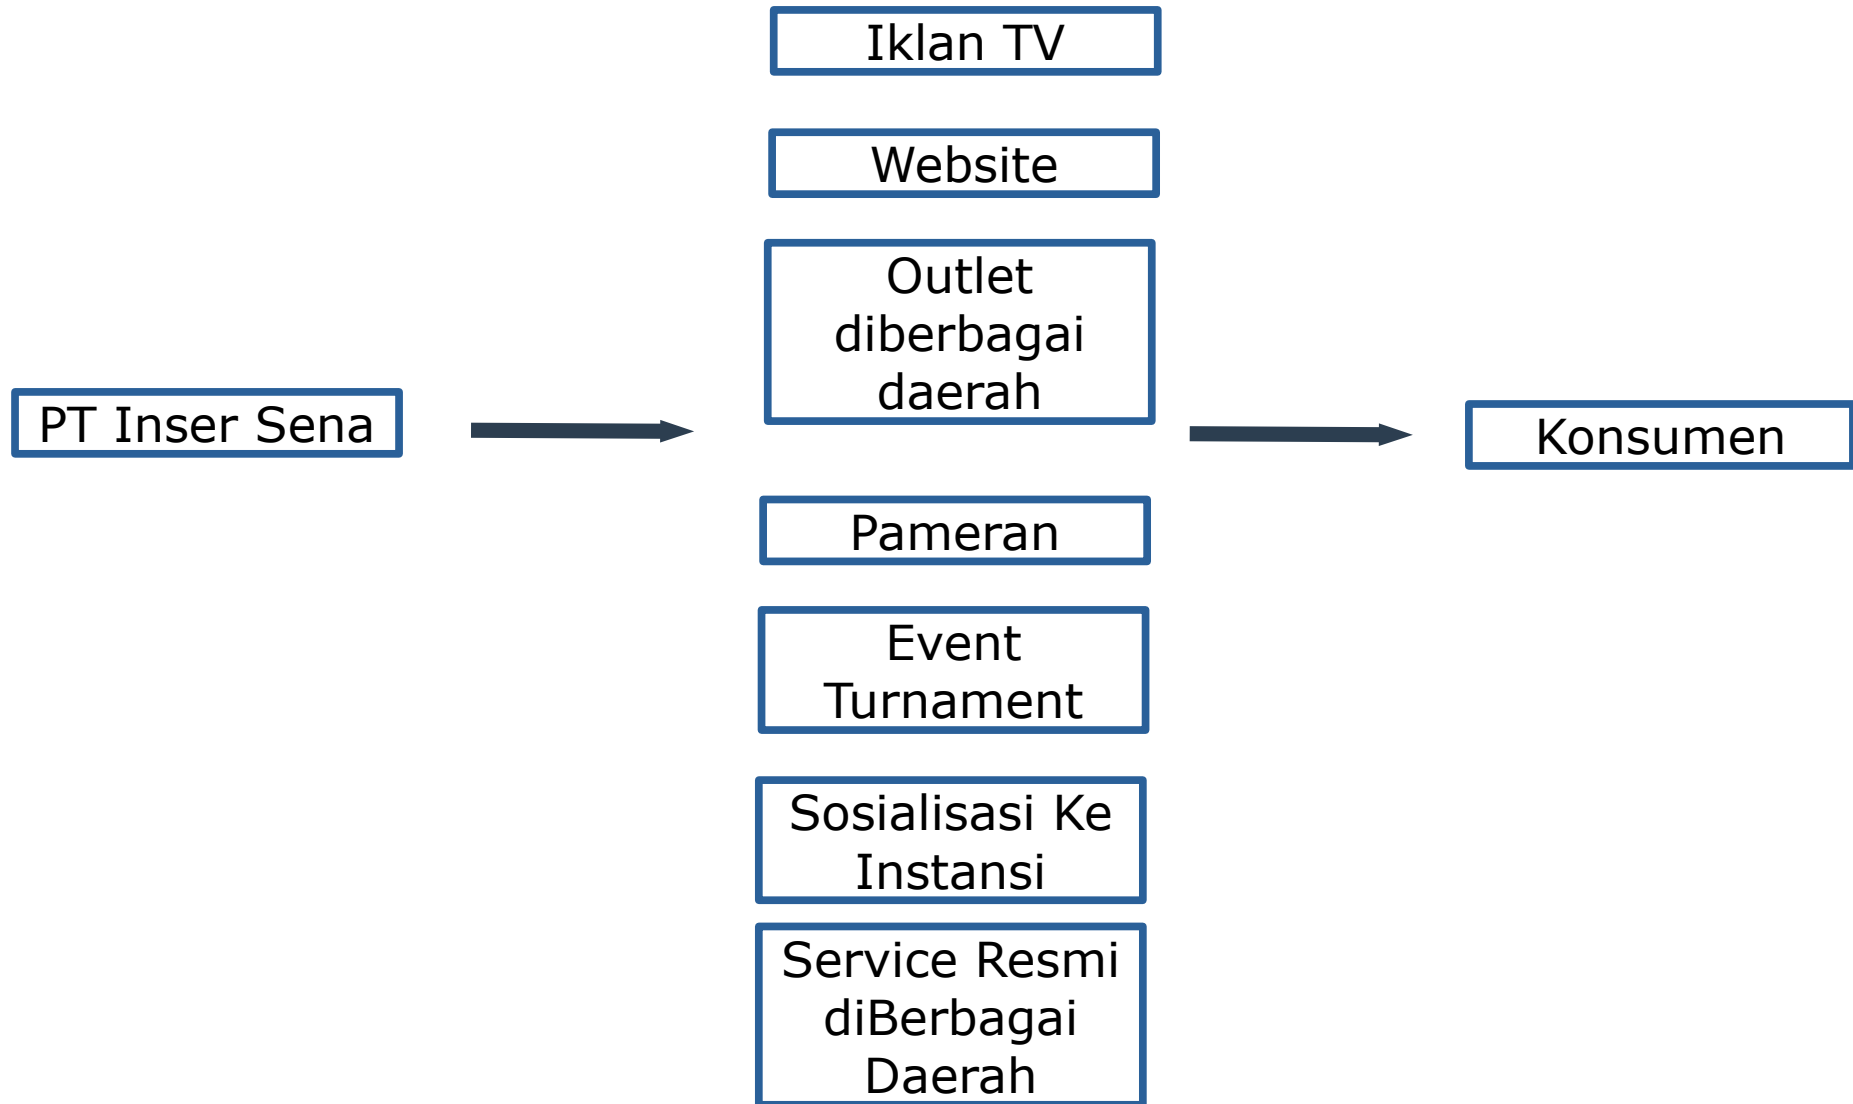 Iklan TV
Website
Outlet
diberbagai
daerah
PT Inser Sena
Konsumen
Pameran
Event
Turnament
Sosialisasi Ke
Instansi
Service Resmi
diBerbagai
Daerah